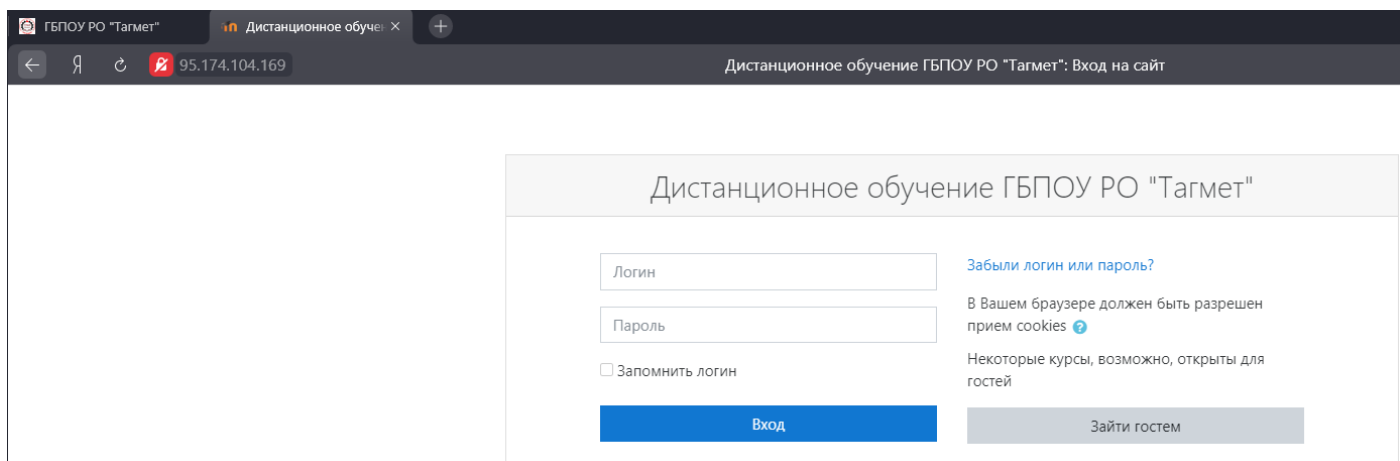 ГБПОУ РО "Тагмет"
Дистанционное обучен
Я
95.174.104.169
Дистанционное обучение ГБПОУ РО "Тагмет": Вход на сайт
Дистанционное обучение ГБПОУ РО "Тагмет"
Логин
Пароль
Запомнить логин
Вход
Забыли логин или пароль?
В Вашем браузере должен быть разрешен
прием cookies
Некоторые курсы, возможно, открыты для
гостей
Зайти гостем